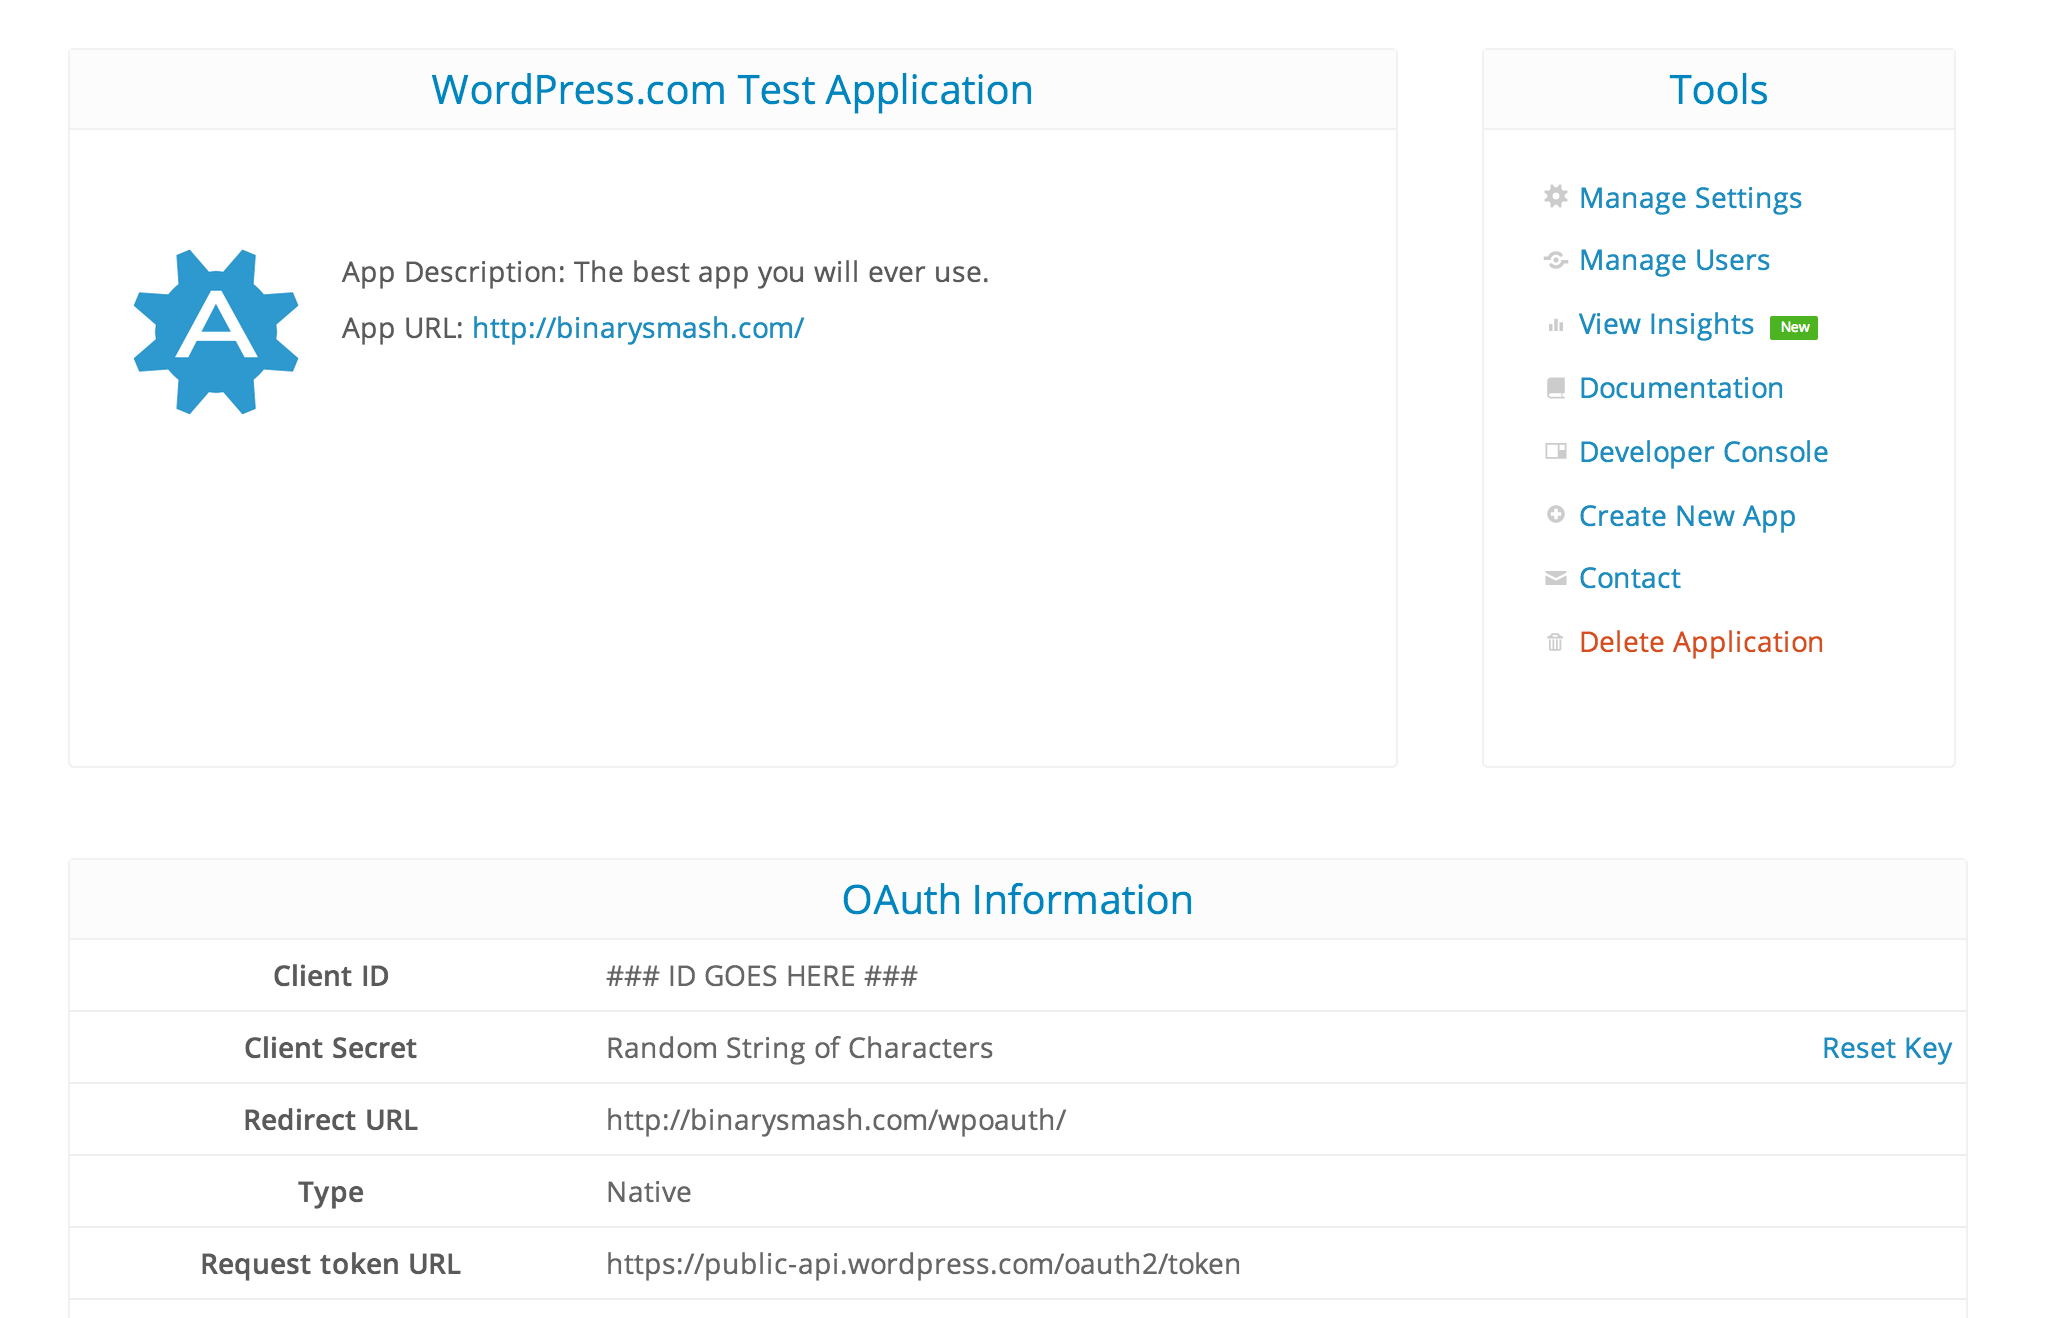 WordPress.com Test Application
A
App Description: The best app you will ever use.
App URL: http://binarysmash.com/
Tools
Manage Settings
Manage Users
View Insights New
Documentation
Developer Console
Create New App
Contact
Delete Application
OAuth Information
Client ID ### ID GOES HERE ###
Client Secret Random String of Characters Reset Key
Redirect URL http://binarysmash.com/wpoauth/
Type Native
Request token URL https://public-api.wordpress.com/oauth2/token